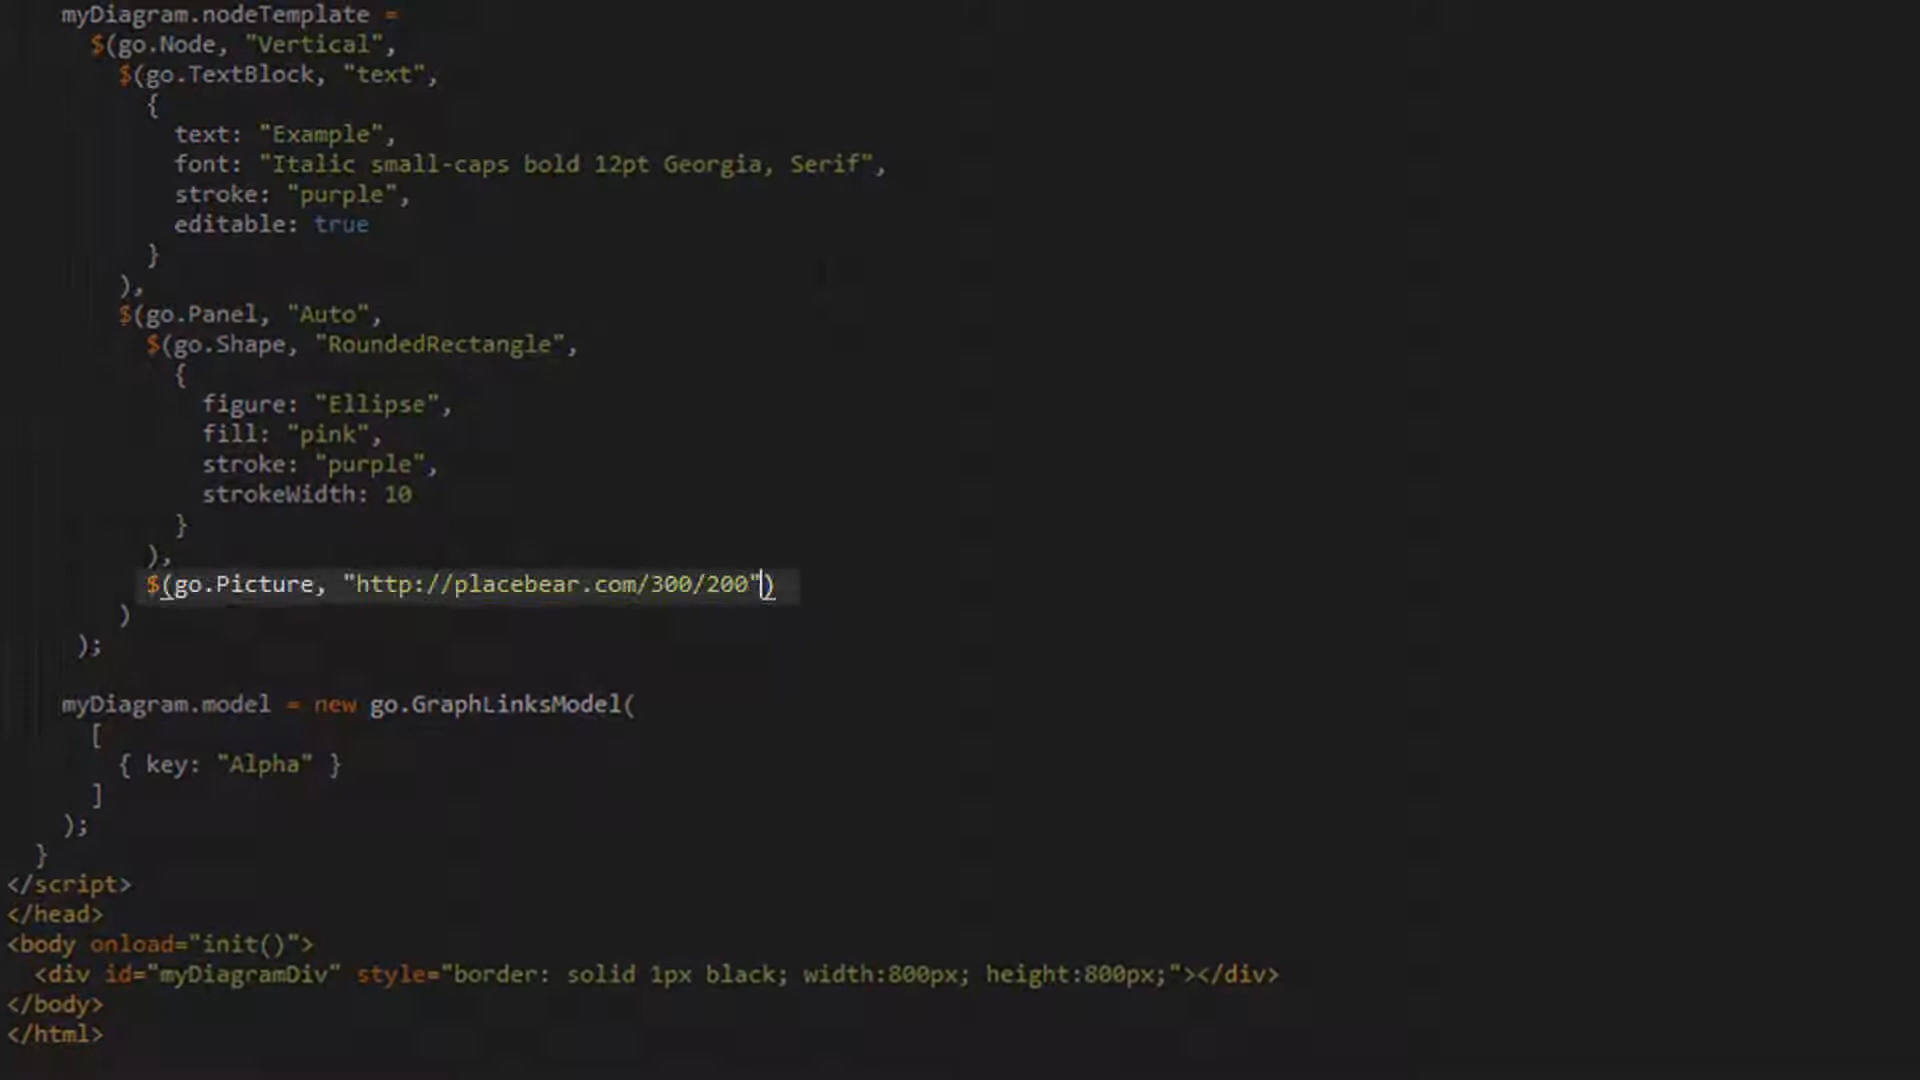 myDiagram.nodeTemplate =
$(go.Node, "Vertical",
$(go.TextBlock, "text",
{
text: "Example",
font: "Italic small-caps bold 12pt Georgia, Serif",
stroke: "purple",
editable: true
}
),
$(go.Panel, "Auto",
$(go.Shape, "RoundedRectangle",
{
figure: "Ellipse",
fill: "pink",
stroke: "purple",
strokeWidth: 10
}
),
$(go.Picture, "http://placebear.com/300/200")
)
);
myDiagram.model = new go.GraphLinksModel(
[
{ key: "Alpha" }
]
);
}
</script>
</head>
<body onload="init()">
<div id="myDiagramDiv" style="border: solid 1px black; width:800px; height:800px;"></div>
</body>
</html>